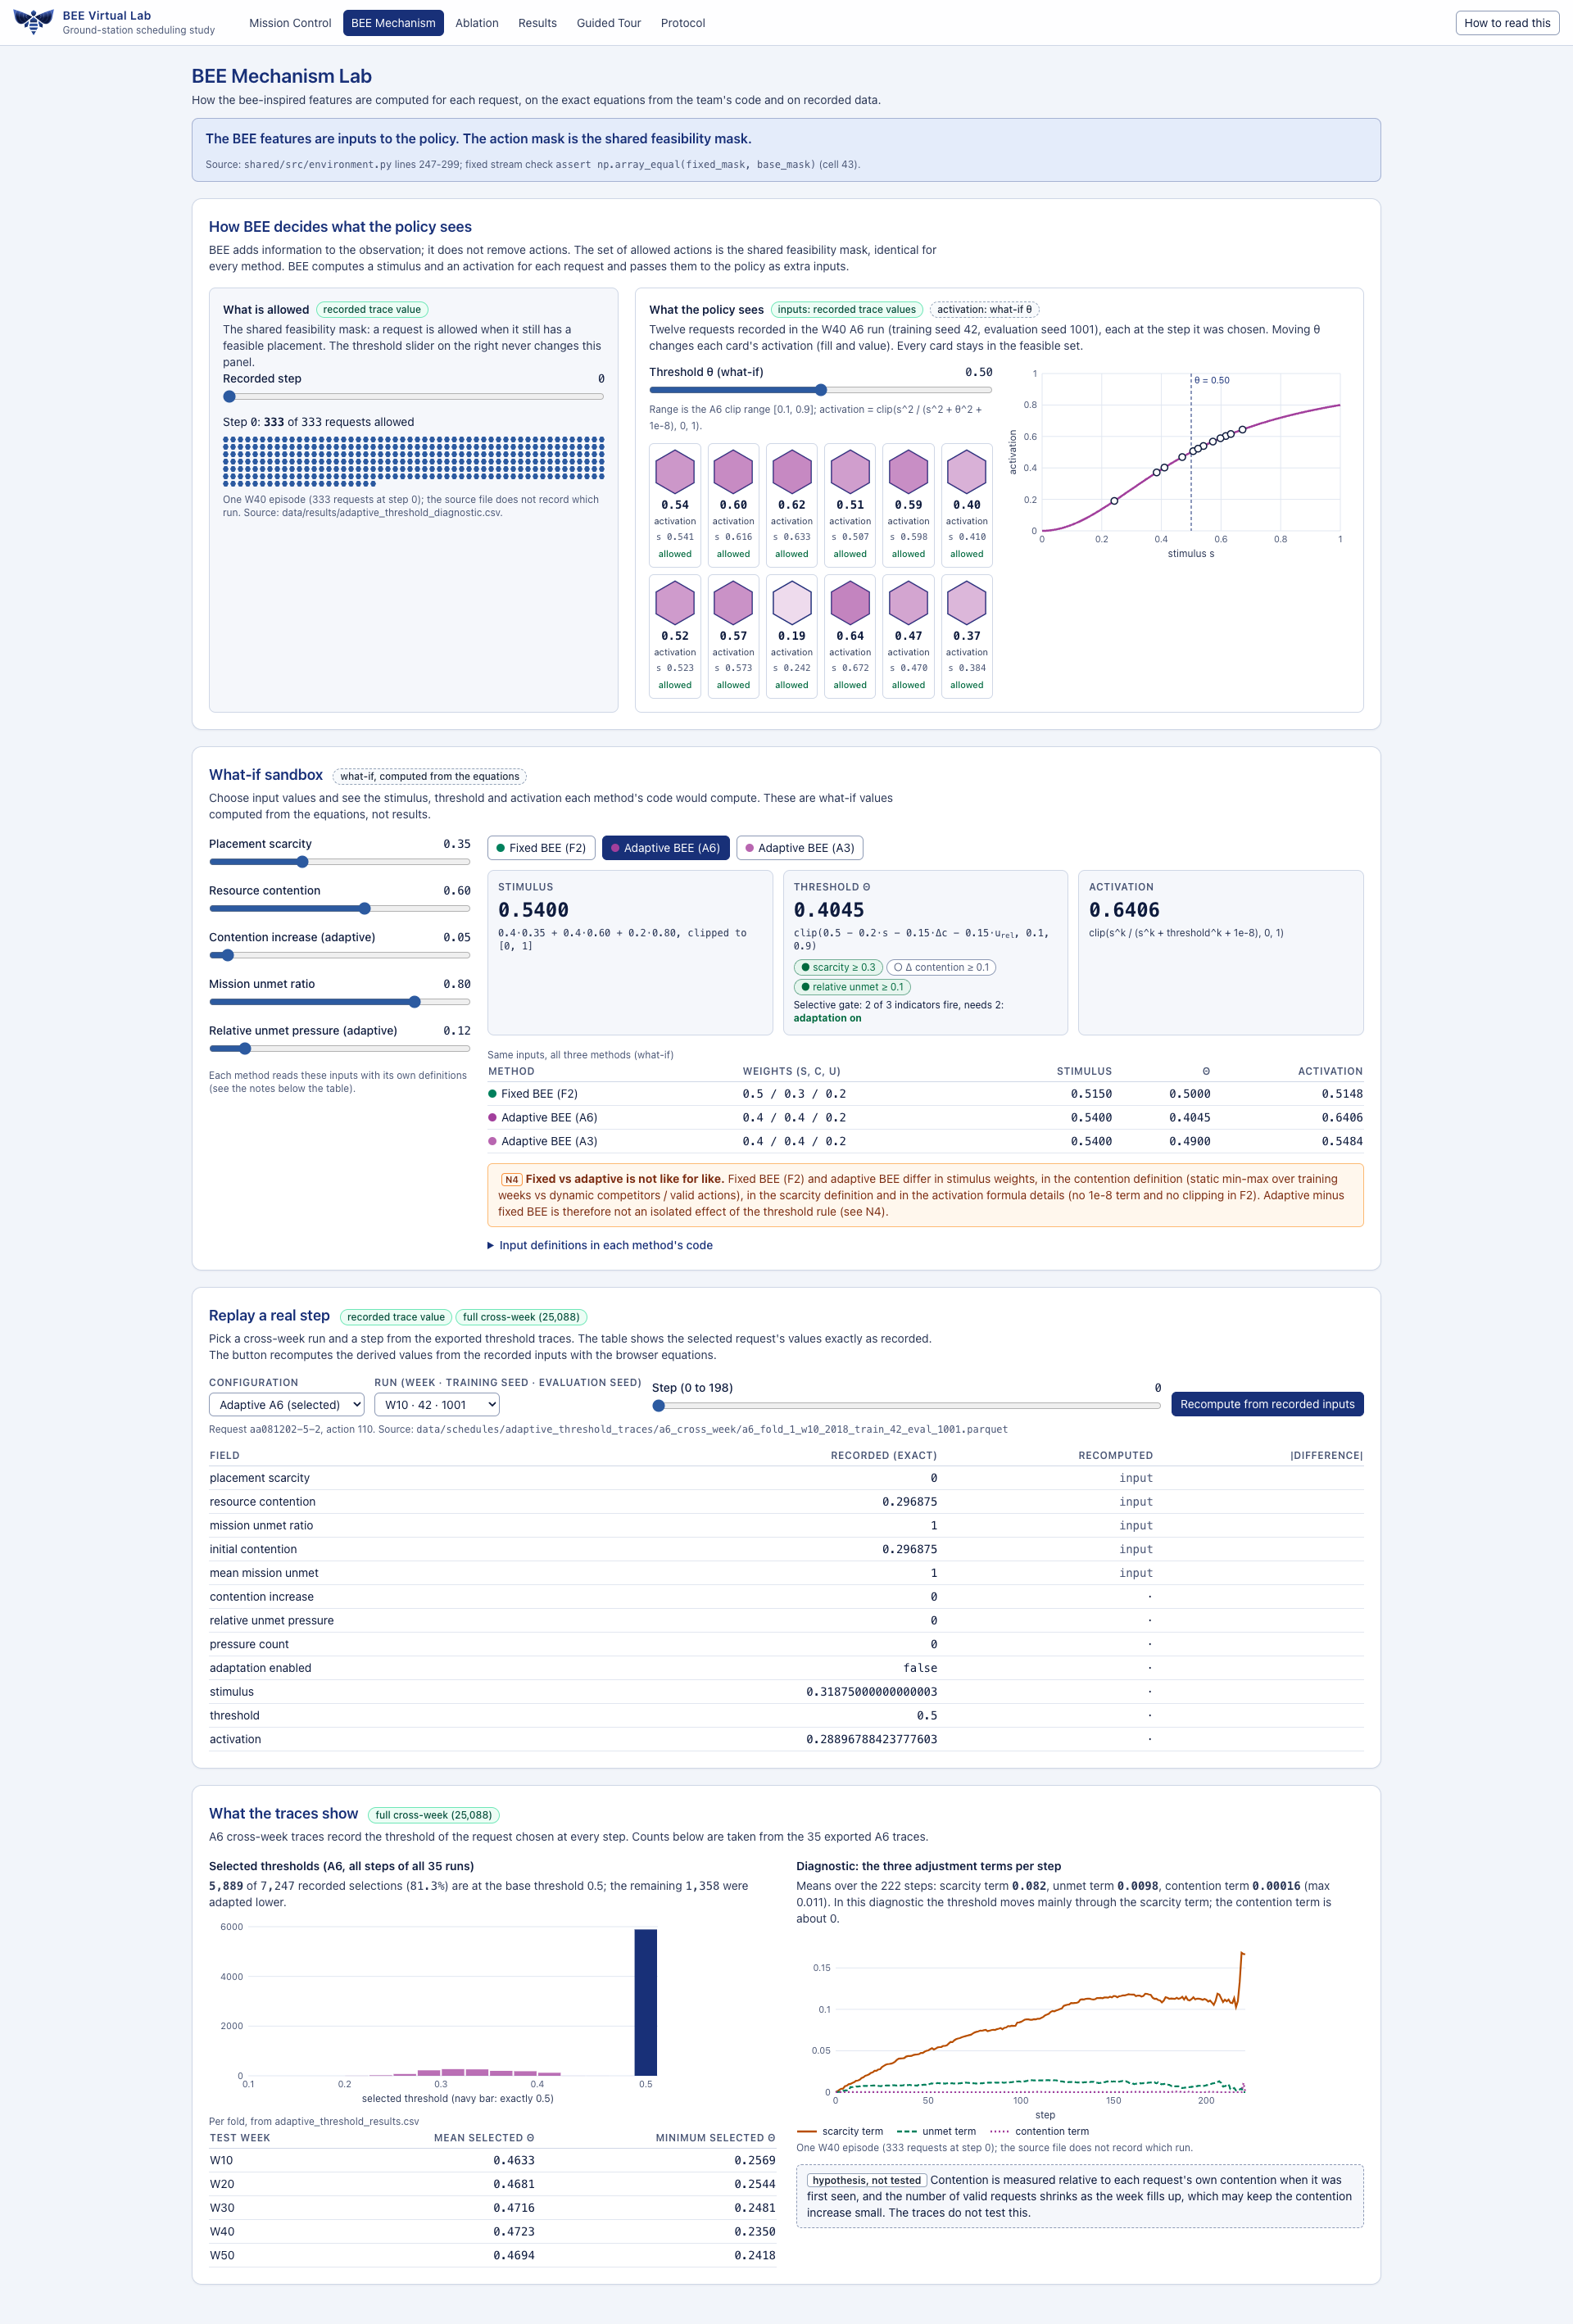 BEE Virtual Lab
Ground-station scheduling study
Mission Control
BEE Mechanism
Ablation
Results
Guided Tour
Protocol
How to read this
BEE Mechanism Lab
How the bee-inspired features are computed for each request, on the exact equations from the team's code and on recorded data.
The BEE features are inputs to the policy. The action mask is the shared feasibility mask.
Source: shared/src/environment.py lines 247-299; fixed stream check assert np.array_equal(fixed_mask, base_mask) (cell 43).
How BEE decides what the policy sees
BEE adds information to the observation; it does not remove actions. The set of allowed actions is the shared feasibility mask, identical for
every method. BEE computes a stimulus and an activation for each request and passes them to the policy as extra inputs.
What is allowed recorded trace value
The shared feasibility mask: a request is allowed when it still has a
feasible placement. The threshold slider on the right never changes this
panel.
Recorded step 0
Step 0: 333 of 333 requests allowed
One W40 episode (333 requests at step 0); the source file does not record which
run. Source: data/results/adaptive_threshold_diagnostic.csv.
What the policy sees inputs: recorded trace values activation: what-if θ
Twelve requests recorded in the W40 A6 run (training seed 42, evaluation seed 1001), each at the step it was chosen. Moving θ
changes each card's activation (fill and value). Every card stays in the feasible set.
Threshold θ (what-if) 0.50
Range is the A6 clip range [0.1, 0.9]; activation = clip(s^2 / (s^2 + θ^2 +
1e-8), 0, 1).
0.54 0.60 0.62 0.51 0.59 0.40
activation activation activation activation activation activation
s 0.541 s 0.616 s 0.633 s 0.507 s 0.598 s 0.410
allowed allowed allowed allowed allowed allowed
0.52 0.57 0.19 0.64 0.47 0.37
activation activation activation activation activation activation
s 0.523 s 0.573 s 0.242 s 0.672 s 0.470 s 0.384
allowed allowed allowed allowed allowed allowed
1
θ = 0.50
0.8
0.6
0.4
0.2
0
activation
0 0.2 0.4 0.6 0.8 1
stimulus s
What-if sandbox what-if, computed from the equations
Choose input values and see the stimulus, threshold and activation each method's code would compute. These are what-if values
computed from the equations, not results.
Placement scarcity 0.35
Resource contention 0.60
Contention increase (adaptive) 0.05
Mission unmet ratio 0.80
Relative unmet pressure (adaptive) 0.12
Each method reads these inputs with its own definitions
(see the notes below the table).
Fixed BEE (F2) Adaptive BEE (A6) Adaptive BEE (A3)
STIMULUS
0.5400
0.4·0.35 + 0.4·0.60 + 0.2·0.80, clipped to
[0, 1]
THRESHOLD Θ
0.4045
clip(0.5 − 0.2·s − 0.15·Δc − 0.15·u_rel, 0.1,
0.9)
scarcity ≥ 0.3 Δ contention ≥ 0.1
relative unmet ≥ 0.1
Selective gate: 2 of 3 indicators fire, needs 2:
adaptation on
ACTIVATION
0.6406
clip(s^k / (s^k + threshold^k + 1e-8), 0, 1)
Same inputs, all three methods (what-if)
METHOD WEIGHTS (S, C, U) STIMULUS Θ ACTIVATION
Fixed BEE (F2) 0.5 / 0.3 / 0.2 0.5150 0.5000 0.5148
Adaptive BEE (A6) 0.4 / 0.4 / 0.2 0.5400 0.4045 0.6406
Adaptive BEE (A3) 0.4 / 0.4 / 0.2 0.5400 0.4900 0.5484
N4 Fixed vs adaptive is not like for like. Fixed BEE (F2) and adaptive BEE differ in stimulus weights, in the contention definition (static min-max over training
weeks vs dynamic competitors / valid actions), in the scarcity definition and in the activation formula details (no 1e-8 term and no clipping in F2). Adaptive minus
fixed BEE is therefore not an isolated effect of the threshold rule (see N4).
Input definitions in each method's code
Replay a real step recorded trace value full cross-week (25,088)
Pick a cross-week run and a step from the exported threshold traces. The table shows the selected request's values exactly as recorded.
The button recomputes the derived values from the recorded inputs with the browser equations.
CONFIGURATION RUN (WEEK · TRAINING SEED · EVALUATION SEED) Step (0 to 198) 0
Adaptive A6 (selected) W10 · 42 · 1001 Recompute from recorded inputs
Request aa081202−5−2, action 110. Source: data/schedules/adaptive_threshold_traces/a6_cross_week/a6_fold_1_w10_2018_train_42_eval_1001.parquet
FIELD RECORDED (EXACT) RECOMPUTED |DIFFERENCE|
placement scarcity 0 input
resource contention 0.296875 input
mission unmet ratio 1 input
initial contention 0.296875 input
mean mission unmet 1 input
contention increase 0 ·
relative unmet pressure 0 ·
pressure count 0 ·
adaptation enabled false ·
stimulus 0.31875000000000003 ·
threshold 0.5 ·
activation 0.28896788423777603 ·
What the traces show full cross-week (25,088)
A6 cross-week traces record the threshold of the request chosen at every step. Counts below are taken from the 35 exported A6 traces.
Selected thresholds (A6, all steps of all 35 runs)
5,889 of 7,247 recorded selections (81.3%) are at the base threshold 0.5; the remaining 1,358 were
adapted lower.
6000
4000
2000
0
0.1 0.2 0.3 0.4 0.5
selected threshold (navy bar: exactly 0.5)
Per fold, from adaptive_threshold_results.csv
TEST WEEK MEAN SELECTED Θ MINIMUM SELECTED Θ
W10 0.4633 0.2569
W20 0.4681 0.2544
W30 0.4716 0.2481
W40 0.4723 0.2350
W50 0.4694 0.2418
Diagnostic: the three adjustment terms per step
Means over the 222 steps: scarcity term 0.082, unmet term 0.0098, contention term 0.00016 (max
0.011). In this diagnostic the threshold moves mainly through the scarcity term; the contention term is
about 0.
0.15
0.1
0.05
0
0 50 100 150 200
step
scarcity term unmet term contention term
One W40 episode (333 requests at step 0); the source file does not record which run.
hypothesis, not tested Contention is measured relative to each request's own contention when it was
first seen, and the number of valid requests shrinks as the week fills up, which may keep the contention
increase small. The traces do not test this.